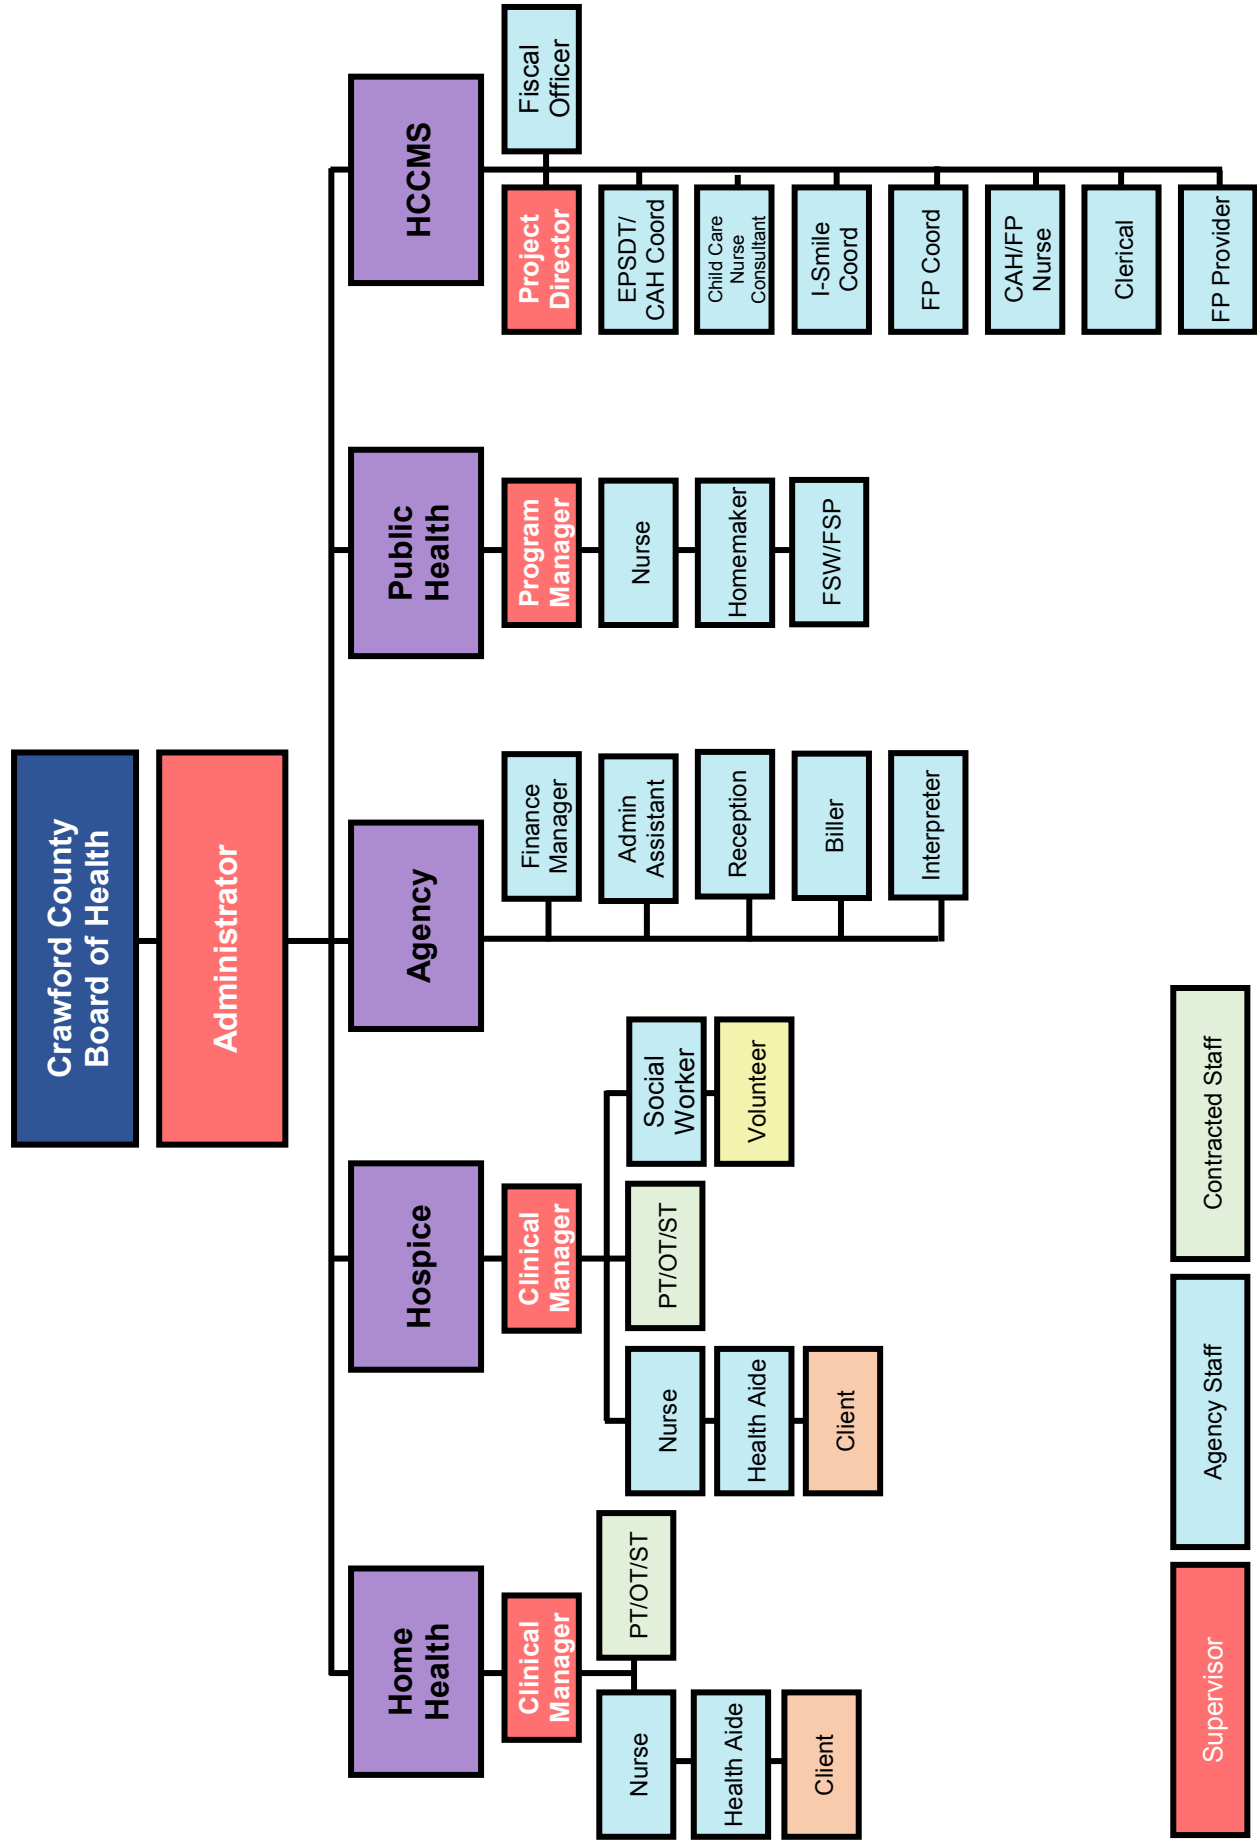 Crawford County
Board of Health
Administrator
Home
Health
Hospice
Agency
Public
Health
HCCMS
Clinical
Manager
Nurse
PT/OT/ST
Health Aide
Client
Clinical
Manager
Nurse
PT/OT/ST
Social
Worker
Health Aide
Volunteer
Client
Finance
Manager
Admin
Assistant
Reception
Biller
Interpreter
Program
Manager
Nurse
Homemaker
FSW/FSP
Project
Director
Fiscal
Officer
EPSDT/
CAH Coord
Child Care
Nurse
Consultant
I-Smile
Coord
FP Coord
CAH/FP
Nurse
Clerical
FP Provider
Supervisor
Agency Staff
Contracted Staff